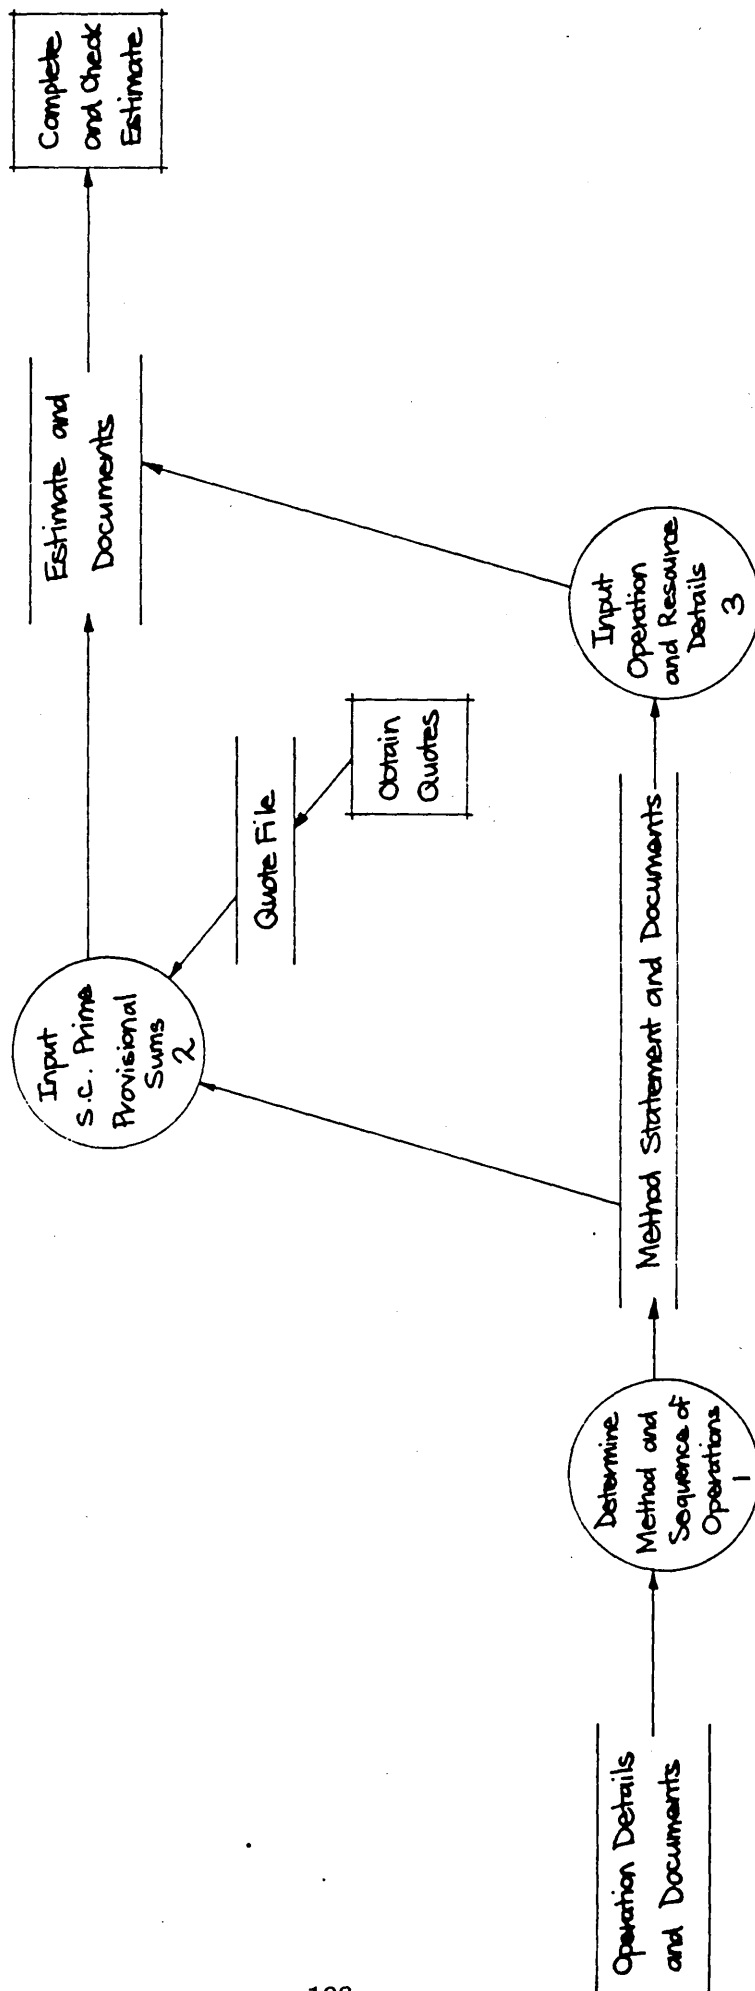 Complete
and Check
Estimate
Estimate and
Documents
Input
S.C. Prime
Provisional
Sums
2
Quote File
Obtain
Quotes
Operation Details
and Documents
Determine
Method and
Sequence of
Operations
1
Method Statement and Documents
Input
Operation
and Resource
Details
3